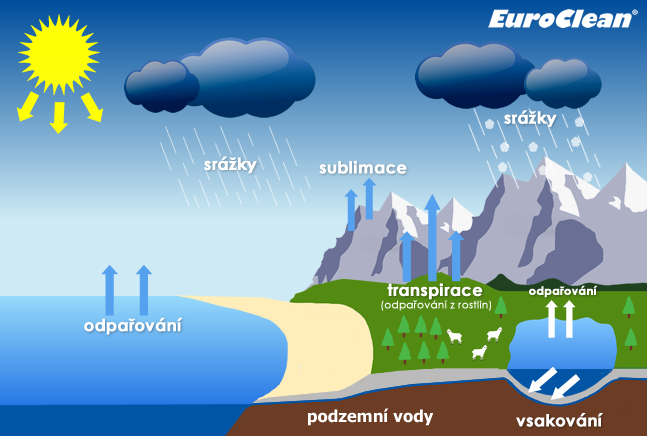 EuroClean®
srážky
srážky
sublimace
transpirace
(odpařování z rostlin)
odpařování
odpařování
podzemní vody
vsakování